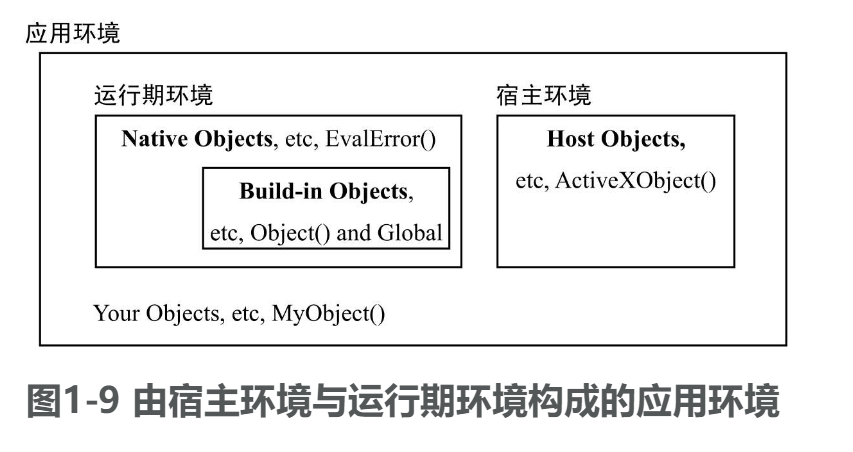 应用环境
运行期环境
Native Objects, etc, EvalError()
Build-in Objects,
etc, Object() and Global
宿主环境
Host Objects,
etc, ActiveXObject()
Your Objects, etc, MyObject()
图1-9 由宿主环境与运行期环境构成的应用环境